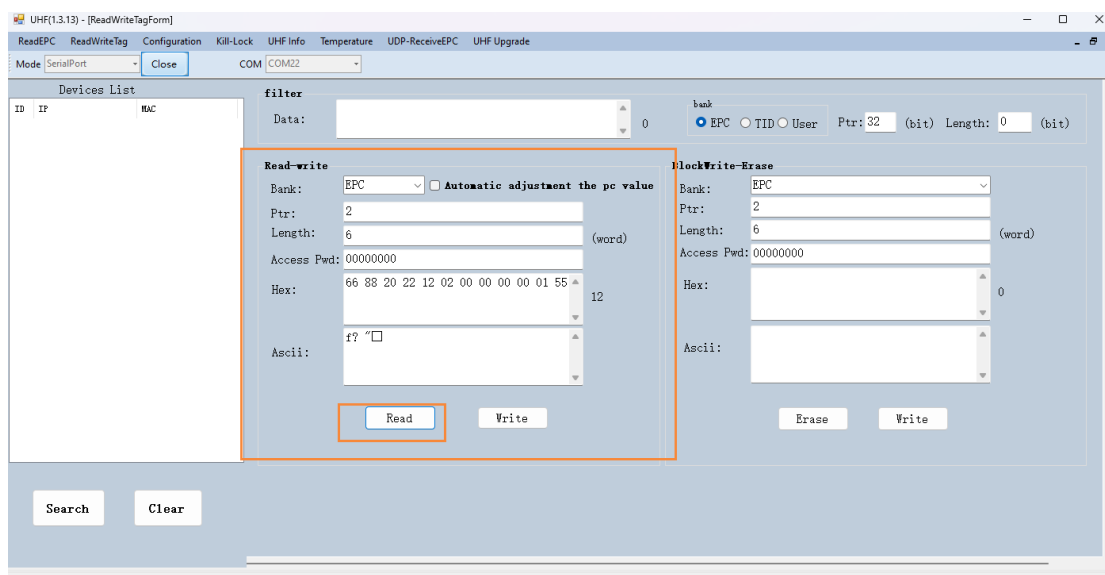 UHF(1.3.13) - [ReadWriteTagForm]
ReadEPC ReadWriteTag Configuration Kill-Lock UHF Info Temperature UDP-ReceiveEPC UHF Upgrade
Mode SerialPort Close COM COM22
Devices List
ID IP MAC
filter
Data: 0
bank
EPC TID User Ptr: 32 (bit) Length: 0 (bit)
Read-write
Bank: EPC Automatic adjustment the pc value
Ptr: 2
Length: 6 (word)
Access Pwd: 00000000
Hex: 66 88 20 22 12 02 00 00 00 00 01 55 12
Ascii: f? "□
Read Write
BlockWrite-Erase
Bank: EPC
Ptr: 2
Length: 6 (word)
Access Pwd: 00000000
Hex: 0
Ascii:
Erase Write
Search Clear